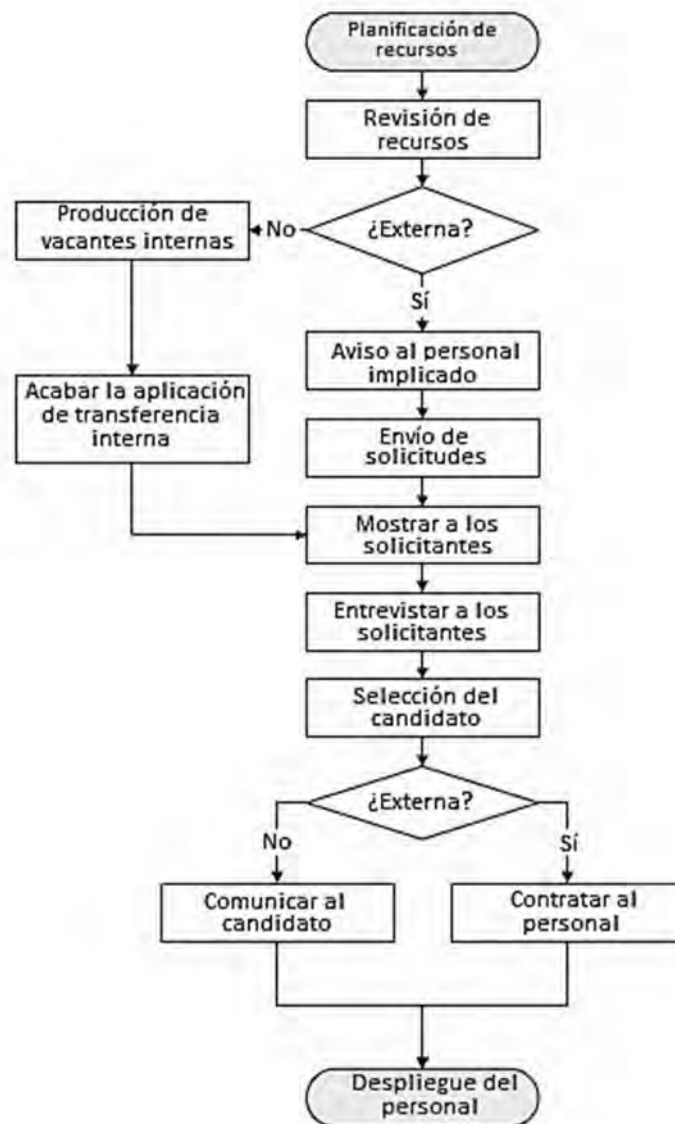 Planificación de
recursos
Revisión de
recursos
Producción de
vacantes internas
No
¿Externa?
Sí
Aviso al personal
implicado
Acabar la aplicación
de transferencia
interna
Envío de
solicitudes
Mostrar a los
solicitantes
Entrevistar a los
solicitantes
Selección del
candidato
¿Externa?
No
Sí
Comunicar al
candidato
Contratar al
personal
Despliegue del
personal